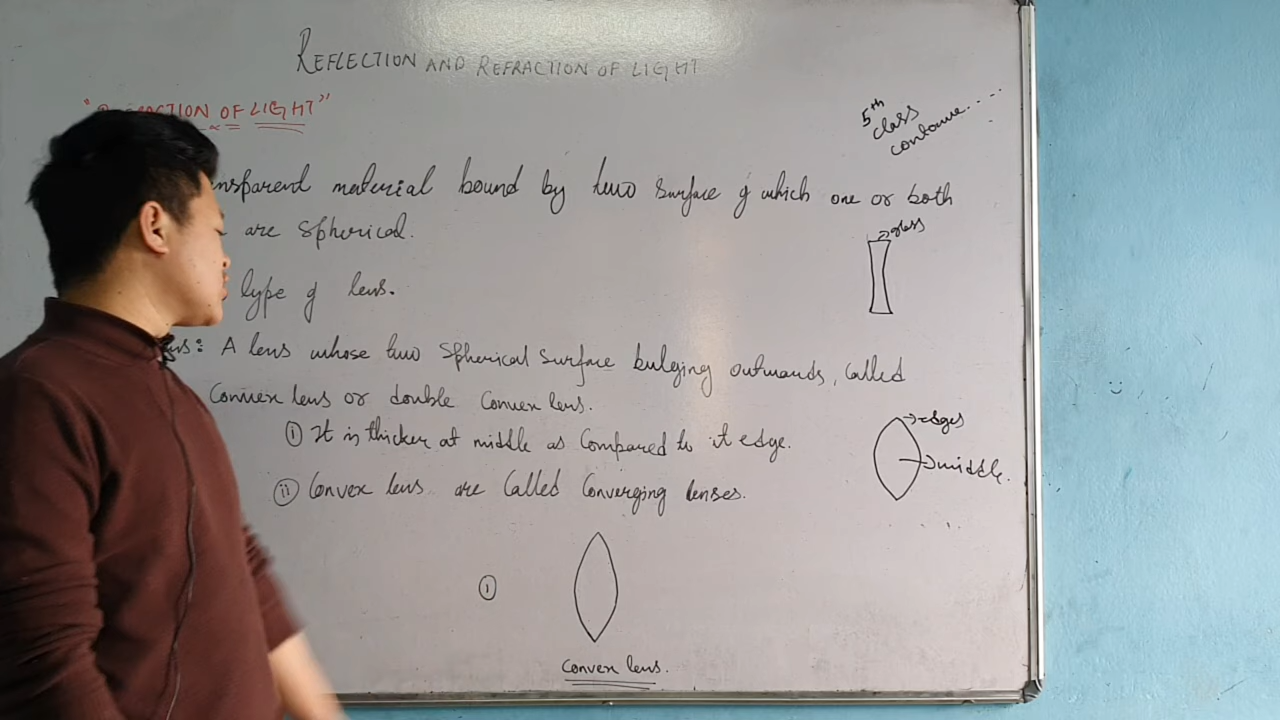 REFLECTION AND REFRACTION OF LIGHT
OF LIGHT"
5th
class
continue....
material bound by two surface of which one or both
are spherical.
glass
type of lens.
: A lens whose two spherical surface bulging outwards, called
Convex lens or double convex lens.
① It is thicker at middle as compared to it edge.
→edges
→middle.
ⅱ Convex lens are called converging lenses.
①
Convex lens.